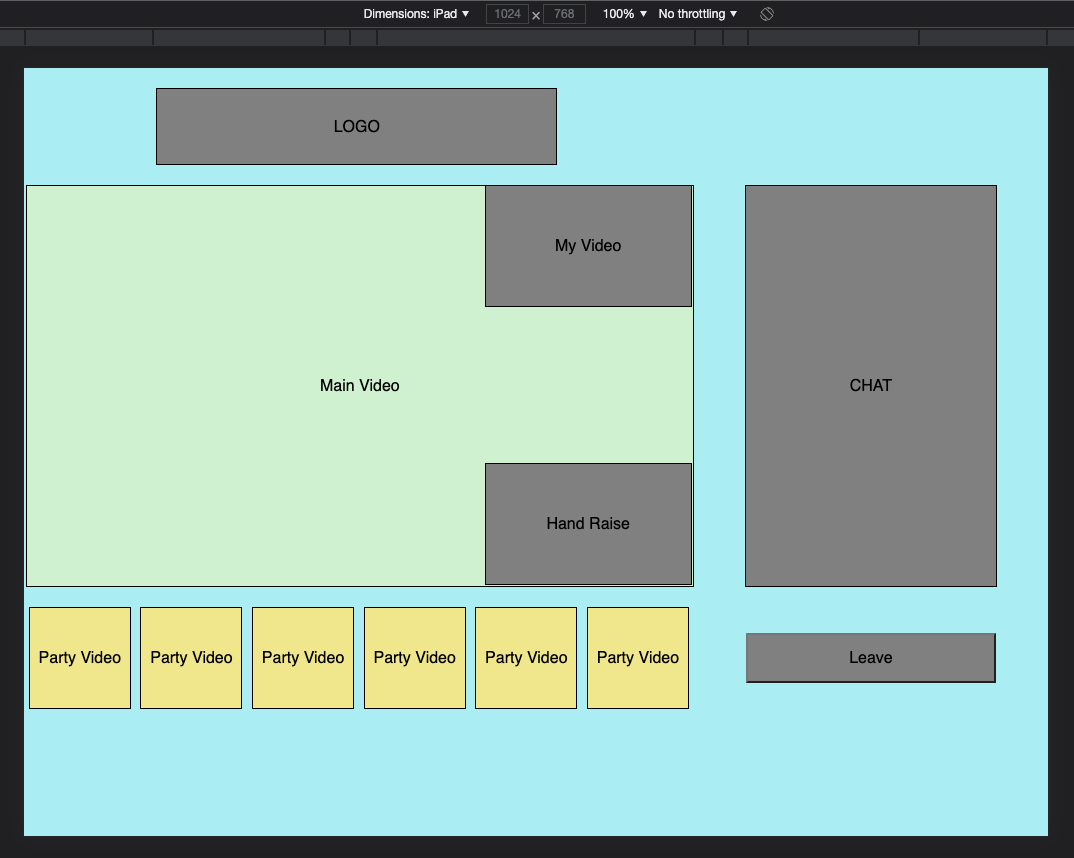 Dimensions: iPad ▼ 1024 × 768 100% ▼ No throttling ▼
LOGO
My Video
Main Video
CHAT
Hand Raise
Party Video Party Video Party Video Party Video Party Video Party Video
Leave